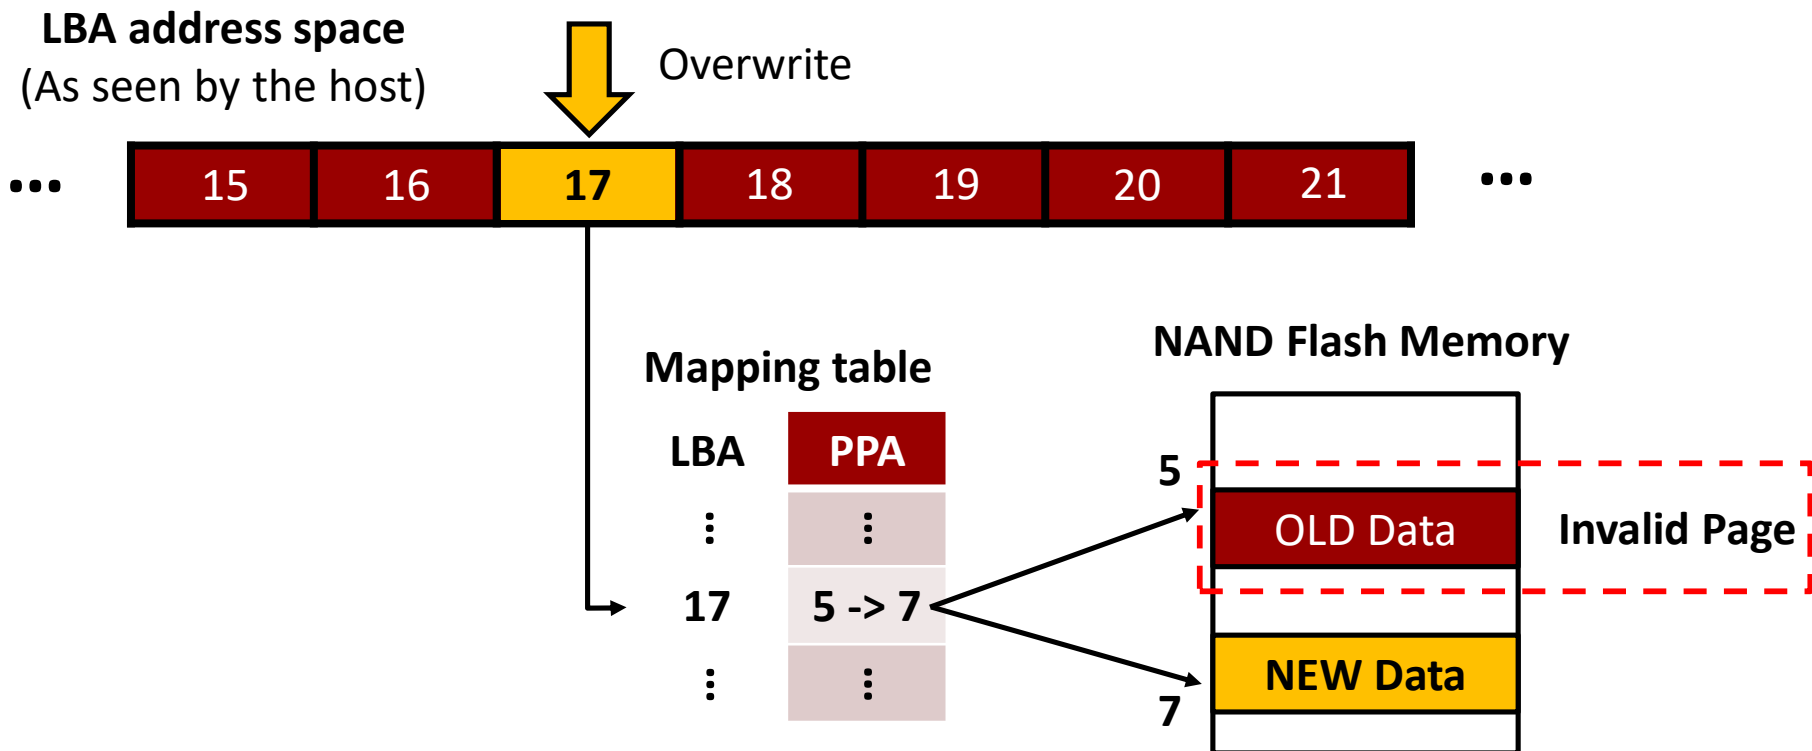 LBA address space
(As seen by the host)
Overwrite
... 15 16 17 18 19 20 21 ...
NAND Flash Memory
Mapping table
LBA PPA
5
OLD Data Invalid Page
⋮ ⋮
17 5 -> 7
NEW Data
⋮ ⋮
7